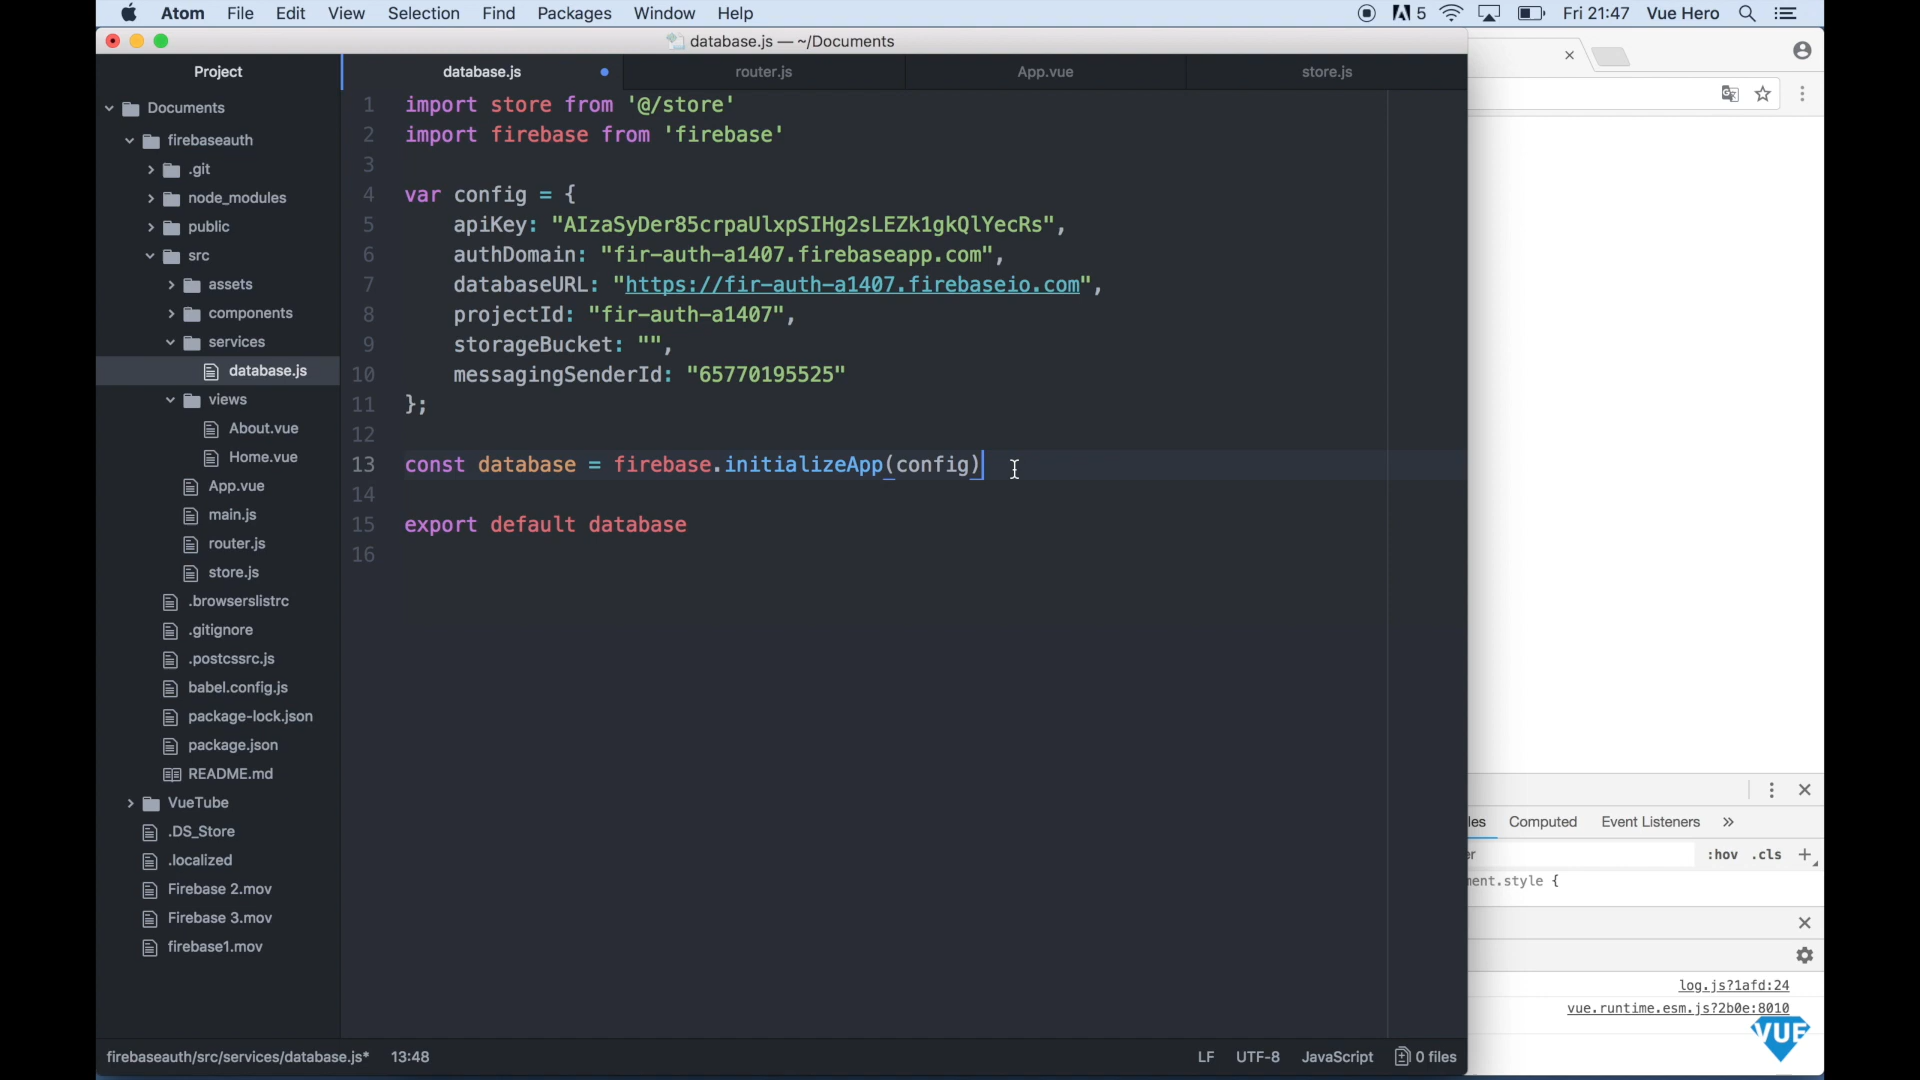 Atom File Edit View Selection Find Packages Window Help 5 Fri 21:47 Vue Hero
database.js — ~/Documents
Project
database.js router.js App.vue store.js
Documents
firebaseauth
.git
node_modules
public
src
assets
components
services
database.js
views
About.vue
Home.vue
App.vue
main.js
router.js
store.js
.browserslistrc
.gitignore
.postcssrc.js
babel.config.js
package-lock.json
package.json
README.md
VueTube
.DS_Store
.localized
Firebase 2.mov
Firebase 3.mov
firebase1.mov
1 import store from '@/store'
2 import firebase from 'firebase'
3
4 var config = {
5 apiKey: "AIzaSyDer85crpaUlxpSIHg2sLEZk1gkQlYecRs",
6 authDomain: "fir-auth-a1407.firebaseapp.com",
7 databaseURL: "https://fir-auth-a1407.firebaseio.com",
8 projectId: "fir-auth-a1407",
9 storageBucket: "",
10 messagingSenderId: "65770195525"
11 };
12
13 const database = firebase.initializeApp(config)
14
15 export default database
16
Computed Event Listeners »
:hov .cls +
ment.style {
log.js?1afd:24
vue.runtime.esm.js?2b0e:8010
VUE
firebaseauth/src/services/database.js* 13:48 LF UTF-8 JavaScript 0 files